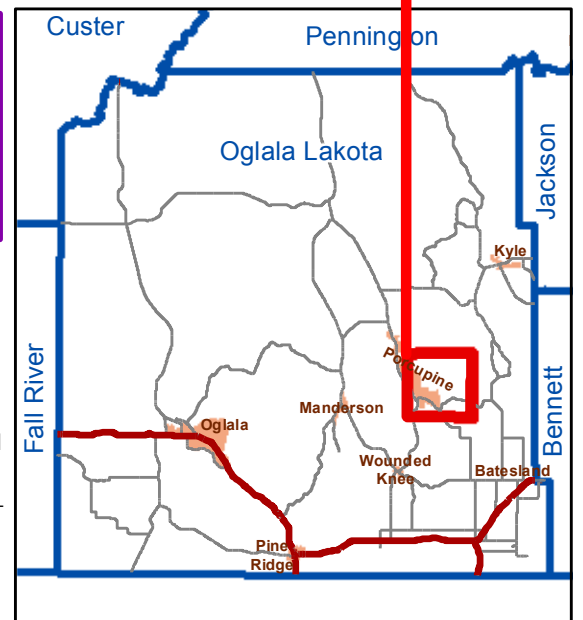 Custer
Pennington
Oglala Lakota
Jackson
Kyle
Porcupine
Fall River
Manderson
Oglala
Bennett
Wounded
Knee
Batesland
Pine
Ridge